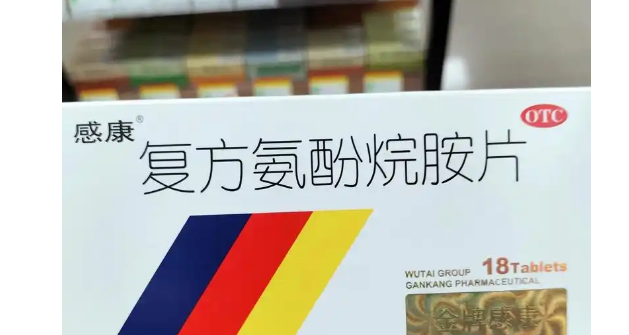 感康®
OTC
复方氨酚烷胺片
WUTAI GROUP 18Tablets
GANKANG PHARMACEUTICAL